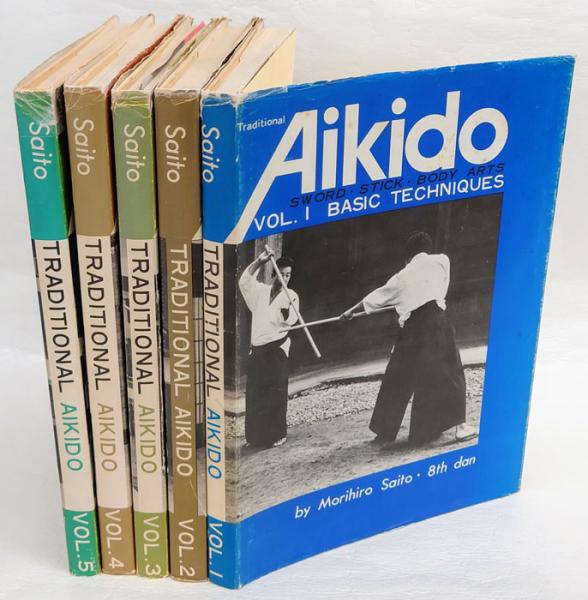 Saito
TRADITIONAL AIKIDO
VOL.5
Saito
TRADITIONAL AIKIDO
VOL.4
Saito
TRADITIONAL AIKIDO
VOL.3
Saito
TRADITIONAL AIKIDO
VOL.2
Saito
TRADITIONAL AIKIDO
VOL.1
Traditional
Aikido
SWORD · STICK · BODY ARTS
VOL. I BASIC TECHNIQUES
by Morihiro Saito · 8th dan